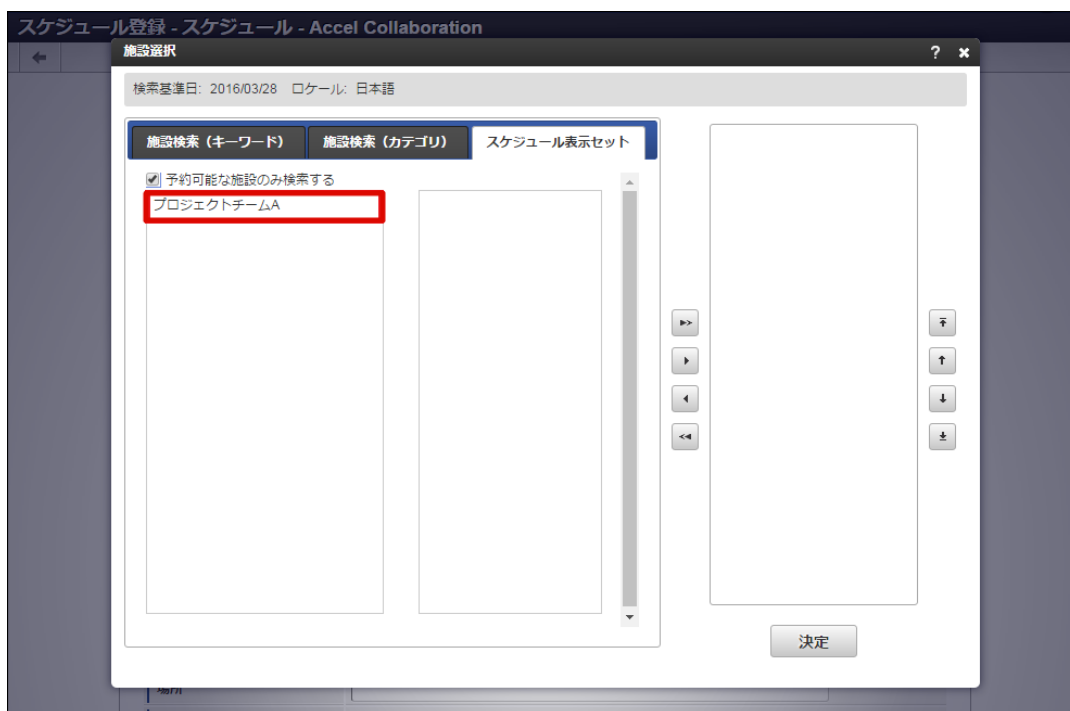 スケジュール登録 - スケジュール - Accel Collaboration
施設選択
検索基準日: 2016/03/28 ロケール: 日本語
施設検索（キーワード） 施設検索（カテゴリ） スケジュール表示セット
予約可能な施設のみ検索する
プロジェクトチームA
決定
場所